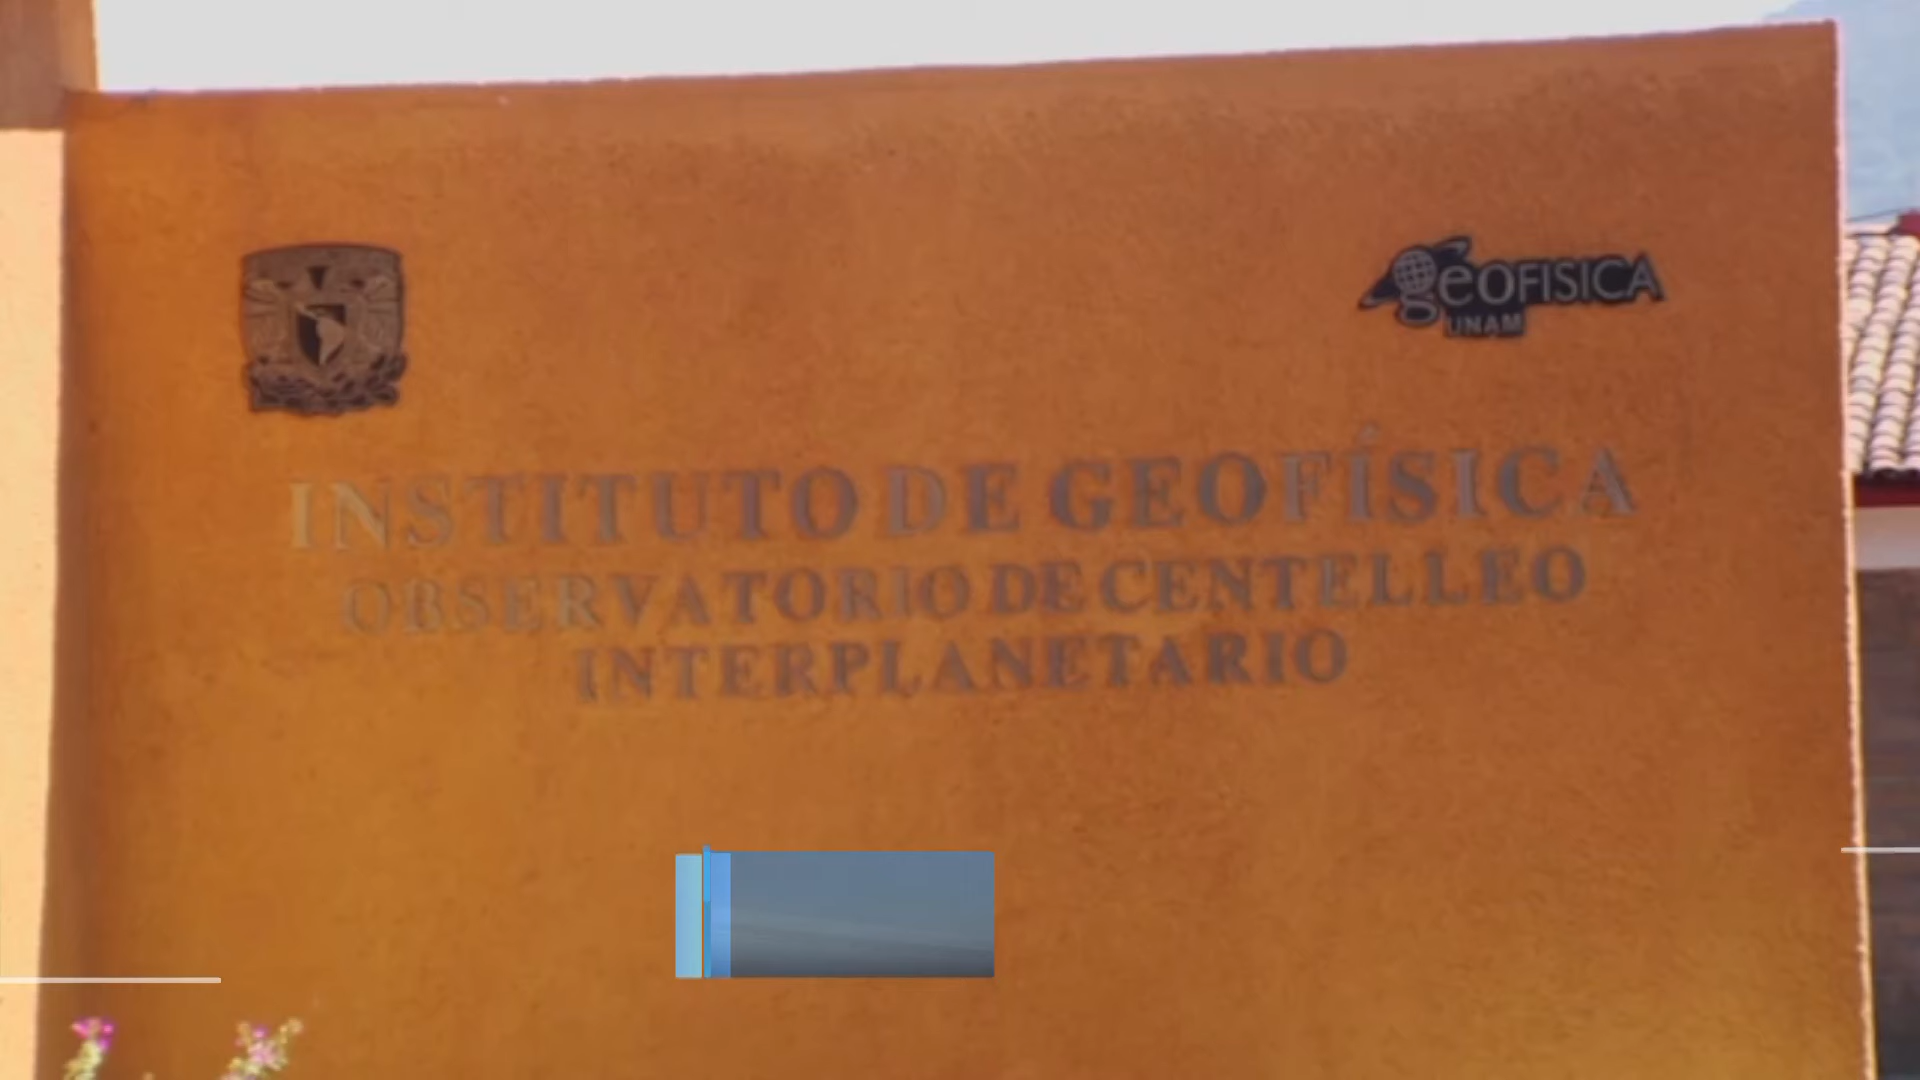 geoFISICA
UNAM
INSTITUTO DE GEOFÍSICA
OBSERVATORIO DE CENTELLEO
INTERPLANETARIO